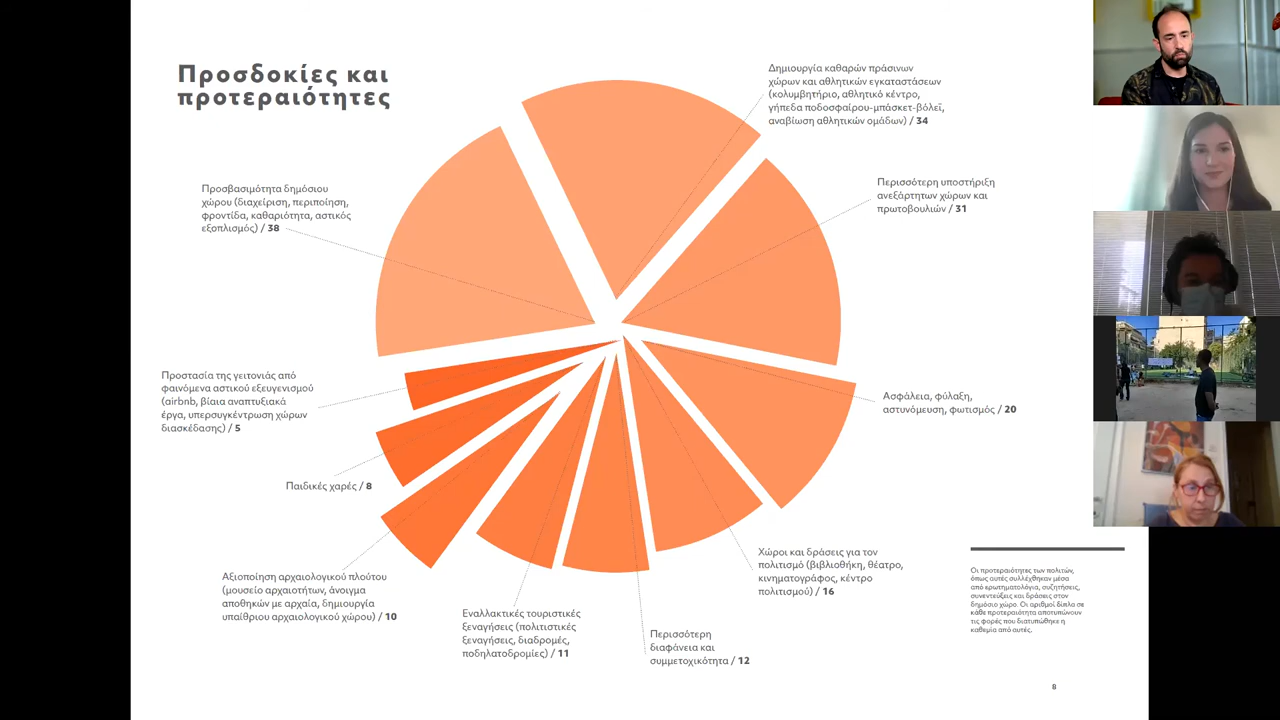 Προσδοκίες και
προτεραιότητες
Δημιουργία καθαρών πράσινων
χώρων και αθλητικών εγκαταστάσεων
(κολυμβητήριο, αθλητικό κέντρο,
γήπεδα ποδοσφαίρου-μπάσκετ-βόλεϊ,
αναβίωση αθλητικών ομάδων) / 34
Περισσότερη υποστήριξη
ανεξάρτητων χώρων και
πρωτοβουλιών / 31
Προσβασιμότητα δημόσιου
χώρου (διαχείριση, περιποίηση,
φροντίδα, καθαριότητα, αστικός
εξοπλισμός) / 38
Προστασία της γειτονιάς από
φαινόμενα αστικού εξευγενισμού
(airbnb, βίαια αναπτυξιακά
έργα, υπερσυγκέντρωση χώρων
διασκέδασης) / 5
Ασφάλεια, φύλαξη,
αστυνόμευση, φωτισμός / 20
Παιδικές χαρές / 8
Αξιοποίηση αρχαιολογικού πλούτου
(μουσείο αρχαιοτήτων, άνοιγμα
αποθηκών με αρχαία, δημιουργία
υπαίθριου αρχαιολογικού χώρου) / 10
Εναλλακτικές τουριστικές
ξεναγήσεις (πολιτιστικές
ξεναγήσεις, διαδρομές,
ποδηλατοδρομίες) / 11
Περισσότερη
διαφάνεια και
συμμετοχικότητα / 12
Χώροι και δράσεις για τον
πολιτισμό (βιβλιοθήκη, θέατρο,
κινηματογράφος, κέντρο
πολιτισμού) / 16
Οι προτεραιότητες των πολιτών,
όπως αυτές συλλέχθηκαν μέσα
από ερωτηματολόγια, συζητήσεις,
συνεντεύξεις και δράσεις στον
δημόσιο χώρο. Οι αριθμοί δίπλα σε
κάθε προτεραιότητα αποτυπώνουν
τις φορές που διατυπώθηκε η
καθεμία από αυτές.
8